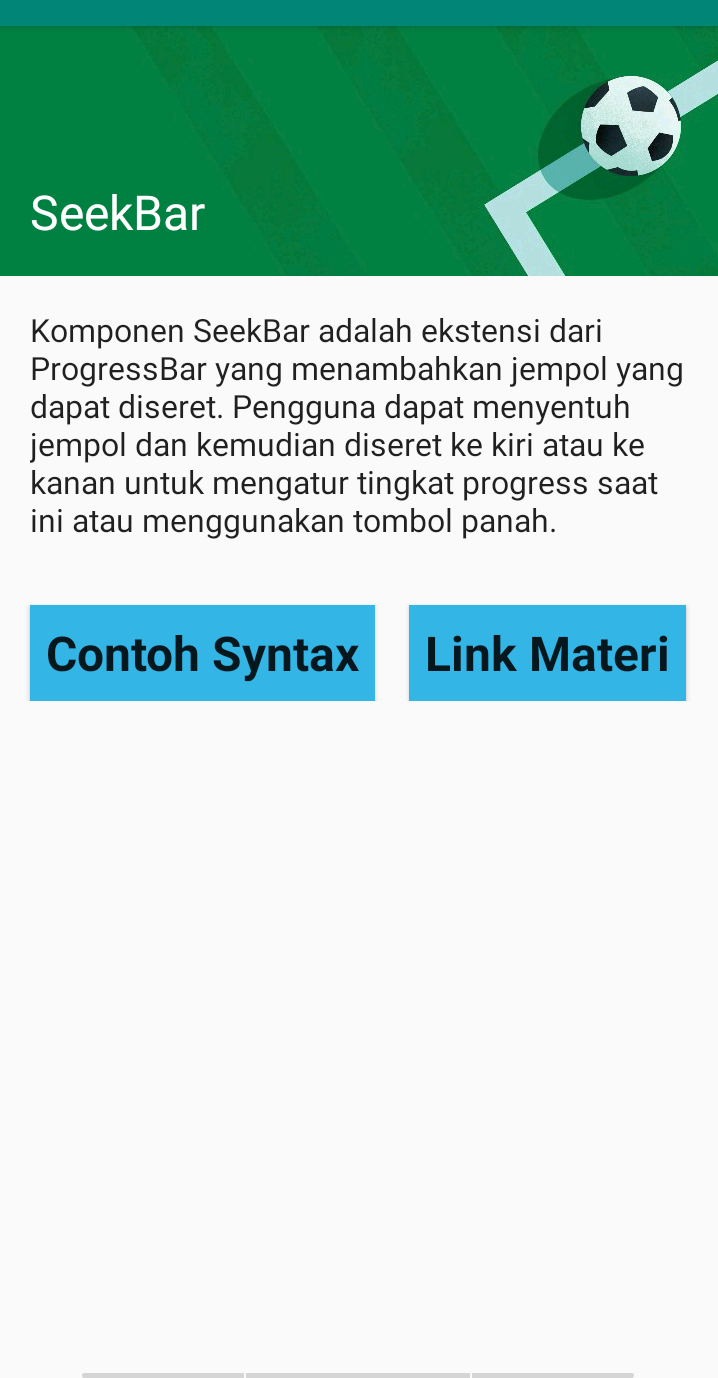 SeekBar
Komponen SeekBar adalah ekstensi dari
ProgressBar yang menambahkan jempol yang
dapat diseret. Pengguna dapat menyentuh
jempol dan kemudian diseret ke kiri atau ke
kanan untuk mengatur tingkat progress saat
ini atau menggunakan tombol panah.
Contoh Syntax
Link Materi